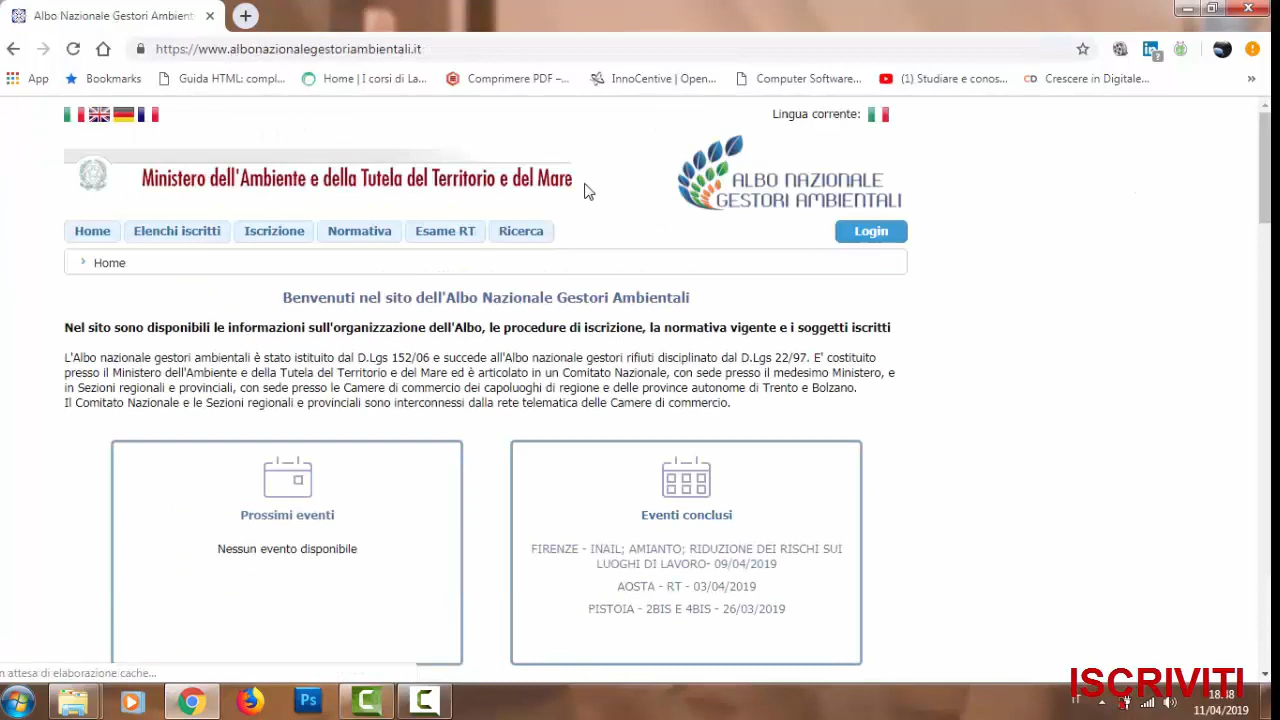 Albo Nazionale Gestori Ambient
https://www.albonazionalegestoriambientali.it
App
Bookmarks
Guida HTML: compl...
Home | I corsi di La...
Comprimere PDF –...
InnoCentive | Open...
Computer Software...
(1) Studiare e conos...
CD Crescere in Digitale...
»
Lingua corrente:
Ministero dell'Ambiente e della Tutela del Territorio e del Mare
ALBO NAZIONALE
GESTORI AMBIENTALI
Home
Elenchi iscritti
Iscrizione
Normativa
Esame RT
Ricerca
Login
Home
Benvenuti nel sito dell'Albo Nazionale Gestori Ambientali
Nel sito sono disponibili le informazioni sull'organizzazione dell'Albo, le procedure di iscrizione, la normativa vigente e i soggetti iscritti
L'Albo nazionale gestori ambientali è stato istituito dal D.Lgs 152/06 e succede all'Albo nazionale gestori rifiuti disciplinato dal D.Lgs 22/97. E' costituito
presso il Ministero dell'Ambiente e della Tutela del Territorio e del Mare ed è articolato in un Comitato Nazionale, con sede presso il medesimo Ministero, e
in Sezioni regionali e provinciali, con sede presso le Camere di commercio dei capoluoghi di regione e delle province autonome di Trento e Bolzano.
Il Comitato Nazionale e le Sezioni regionali e provinciali sono interconnessi dalla rete telematica delle Camere di commercio.
Prossimi eventi
Nessun evento disponibile
Eventi conclusi
FIRENZE - INAIL; AMIANTO; RIDUZIONE DEI RISCHI SUI
LUOGHI DI LAVORO- 09/04/2019
AOSTA - RT - 03/04/2019
PISTOIA - 2BIS E 4BIS - 26/03/2019
n attesa di elaborazione cache...
Ps
ISCRIVITI
IT
18.38
11/04/2019